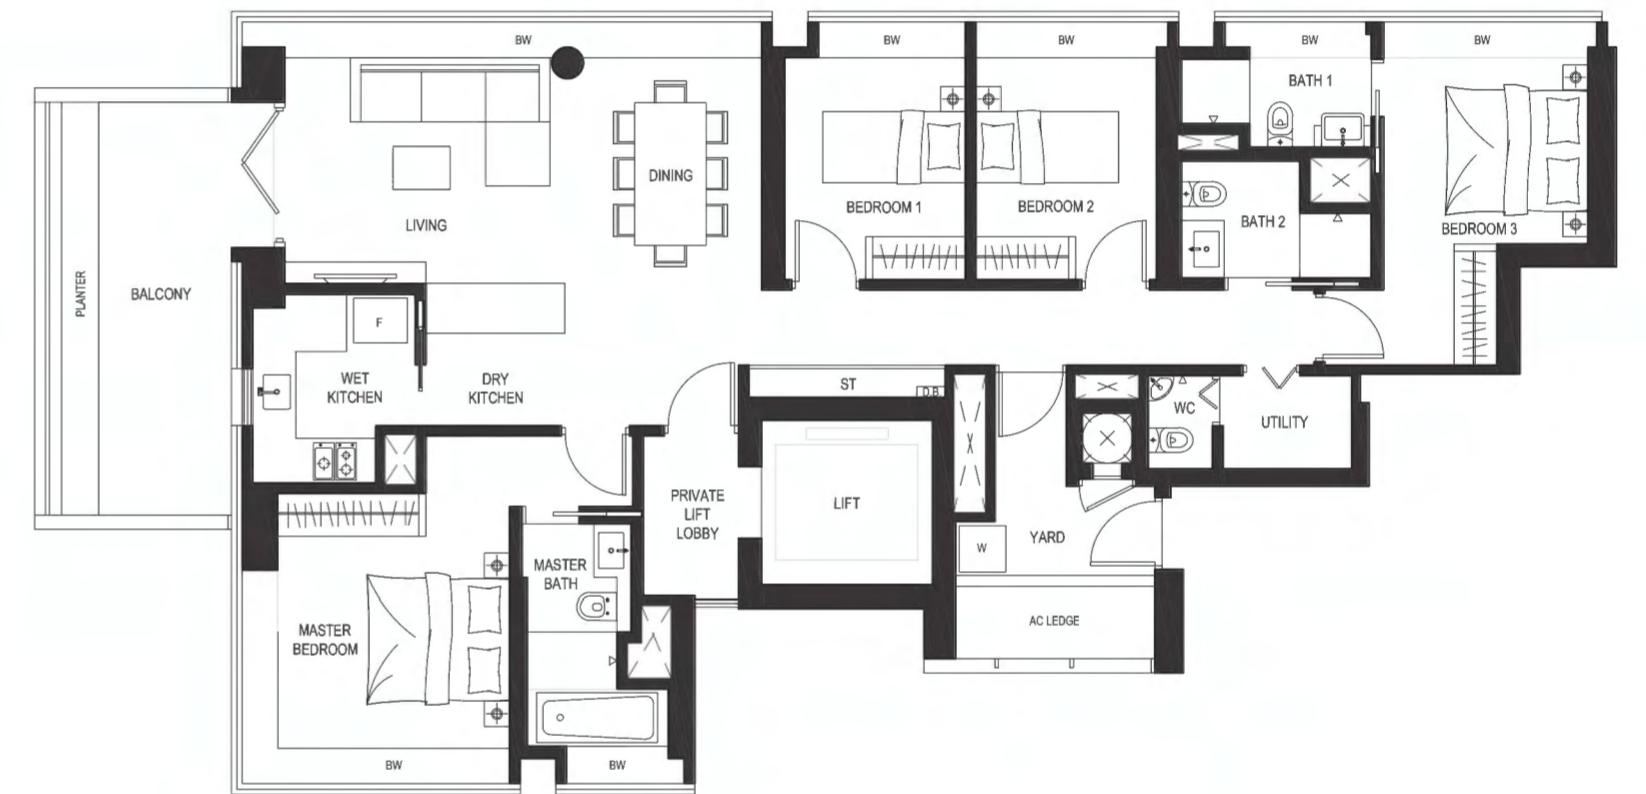 BW
BW
BW
BW
BW
BATH 1
DINING
BEDROOM 1
BEDROOM 2
BATH 2
BEDROOM 3
LIVING
PLANTER
BALCONY
F
WET
KITCHEN
DRY
KITCHEN
ST
D.B.
WC
UTILITY
PRIVATE
LIFT
LOBBY
LIFT
YARD
W
MASTER
BATH
AC LEDGE
MASTER
BEDROOM
BW
BW